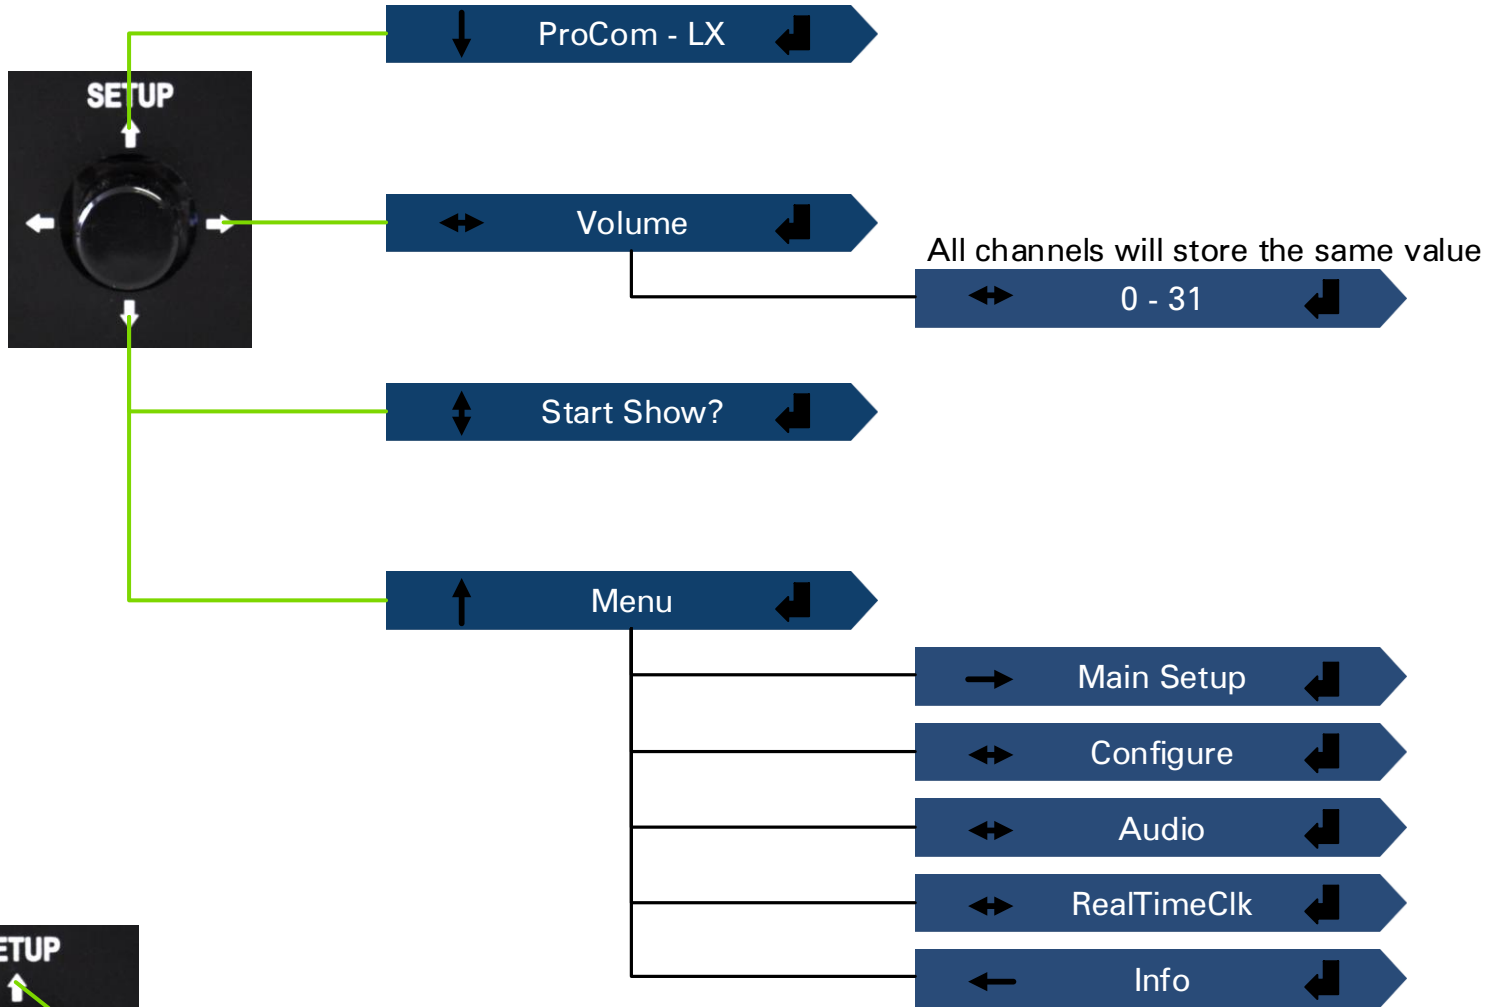 ProCom - LX
SETUP
Volume
All channels will store the same value
0 - 31
Start Show?
Menu
Main Setup
Configure
Audio
RealTimeClk
Info
ETUP